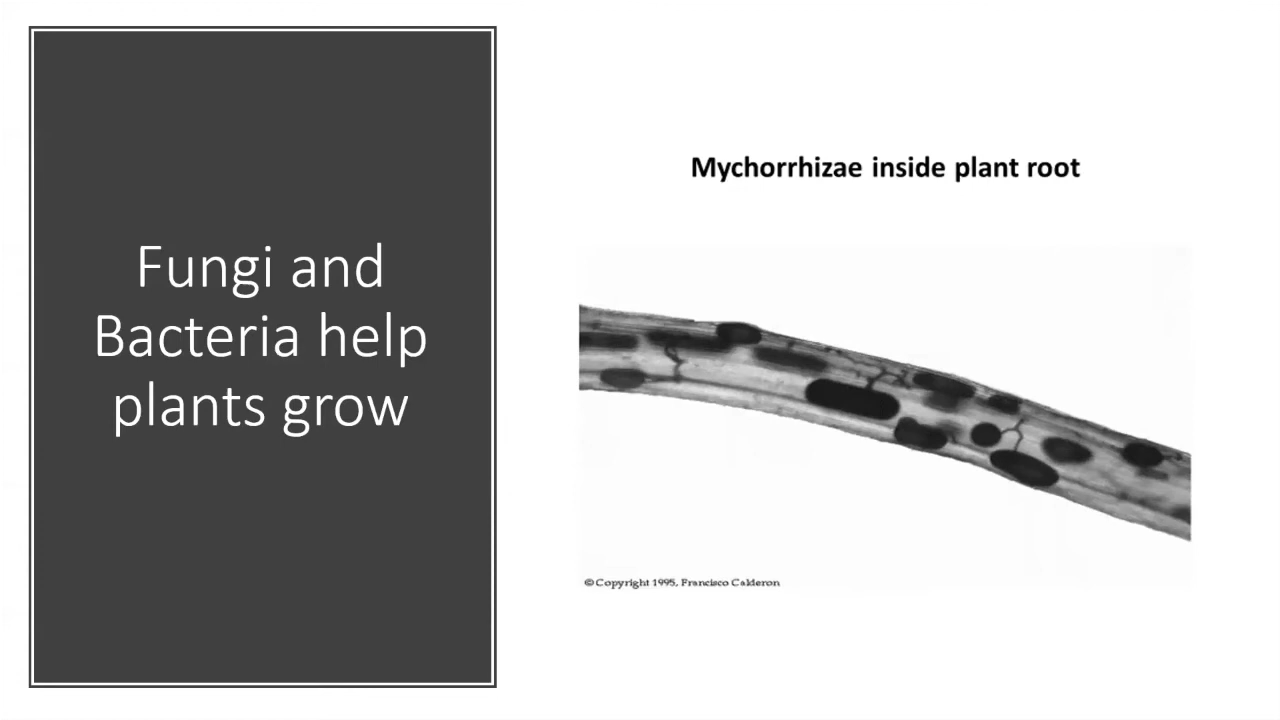 Fungi and
Bacteria help
plants grow
Mychorrhizae inside plant root
© Copyright 1995, Francisco Calderon